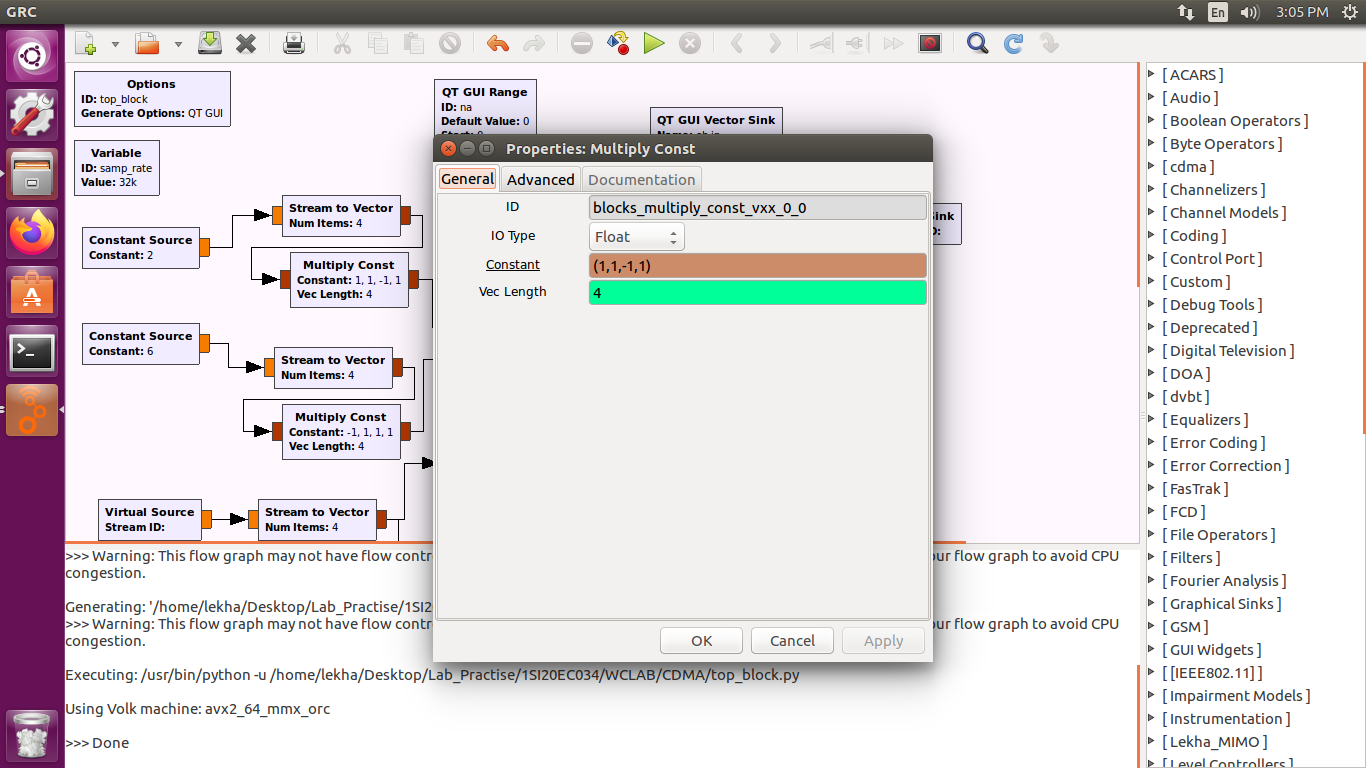 GRC
En
3:05 PM
Options
ID: top_block
Generate Options: QT GUI
Variable
ID: samp_rate
Value: 32k
Constant Source
Constant: 2
Stream to Vector
Num Items: 4
Multiply Const
Constant: 1, 1, -1, 1
Vec Length: 4
Constant Source
Constant: 6
Stream to Vector
Num Items: 4
Multiply Const
Constant: -1, 1, 1, 1
Vec Length: 4
Virtual Source
Stream ID:
Stream to Vector
Num Items: 4
QT GUI Range
ID: na
Default Value: 0
QT GUI Vector Sink
Sink
D:
Properties: Multiply Const
General
Advanced
Documentation
ID
blocks_multiply_const_vxx_0_0
IO Type
Float
Constant
(1,1,-1,1)
Vec Length
4
OK
Cancel
Apply
>>> Warning: This flow graph may not have flow contr
our flow graph to avoid CPU
congestion.
Generating: '/home/lekha/Desktop/Lab_Practise/1SI2
>>> Warning: This flow graph may not have flow contr
our flow graph to avoid CPU
congestion.
Executing: /usr/bin/python -u /home/lekha/Desktop/Lab_Practise/1SI20EC034/WCLAB/CDMA/top_block.py
Using Volk machine: avx2_64_mmx_orc
>>> Done
[ ACARS ]
[ Audio ]
[ Boolean Operators ]
[ Byte Operators ]
[ cdma ]
[ Channelizers ]
[ Channel Models ]
[ Coding ]
[ Control Port ]
[ Custom ]
[ Debug Tools ]
[ Deprecated ]
[ Digital Television ]
[ DOA ]
[ dvbt ]
[ Equalizers ]
[ Error Coding ]
[ Error Correction ]
[ FasTrak ]
[ FCD ]
[ File Operators ]
[ Filters ]
[ Fourier Analysis ]
[ Graphical Sinks ]
[ GSM ]
[ GUI Widgets ]
[ [IEEE802.11] ]
[ Impairment Models ]
[ Instrumentation ]
[ Lekha_MIMO ]
[ Level Controllers ]